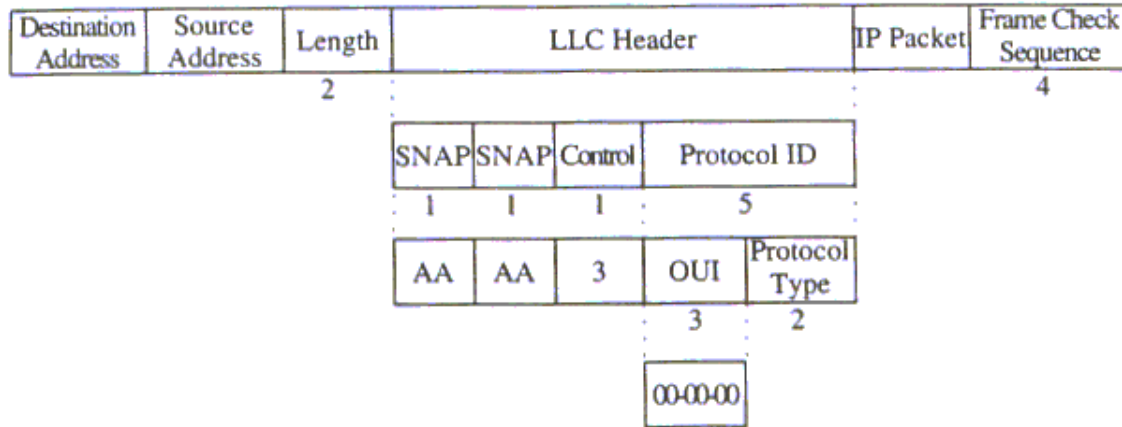 Destination Address
Source Address
Length
LLC Header
IP Packet
Frame Check Sequence
2
4
SNAP
SNAP
Control
Protocol ID
1
1
1
5
AA
AA
3
OUI
Protocol Type
3
2
00-00-00